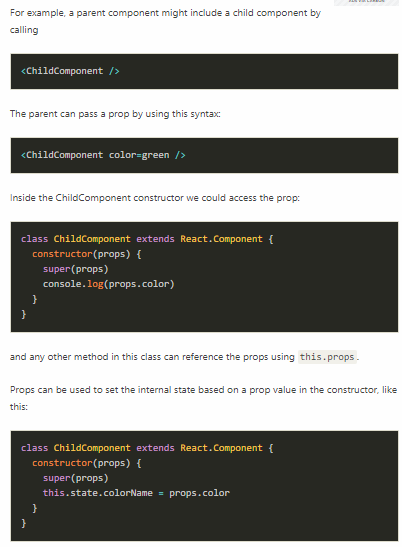 For example, a parent component might include a child component by
calling
<ChildComponent />
The parent can pass a prop by using this syntax:
<ChildComponent color=green />
Inside the ChildComponent constructor we could access the prop:
class ChildComponent extends React.Component {
  constructor(props) {
    super(props)
    console.log(props.color)
  }
}
and any other method in this class can reference the props using this.props.
Props can be used to set the internal state based on a prop value in the constructor, like
this:
class ChildComponent extends React.Component {
  constructor(props) {
    super(props)
    this.state.colorName = props.color
  }
}